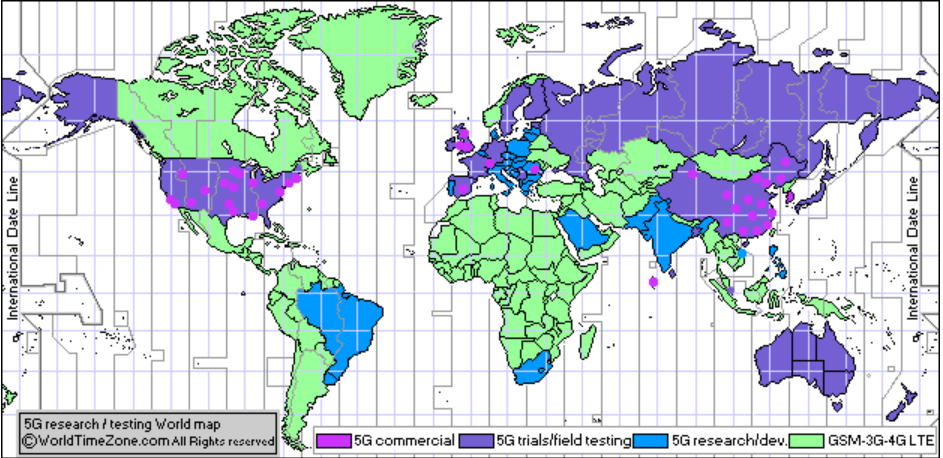 International Date Line
International Date Line
5G research / testing World map
©WorldTimeZone.com All Rights reserved
5G commercial
5G trials/field testing
5G research/dev.
GSM-3G-4G LTE